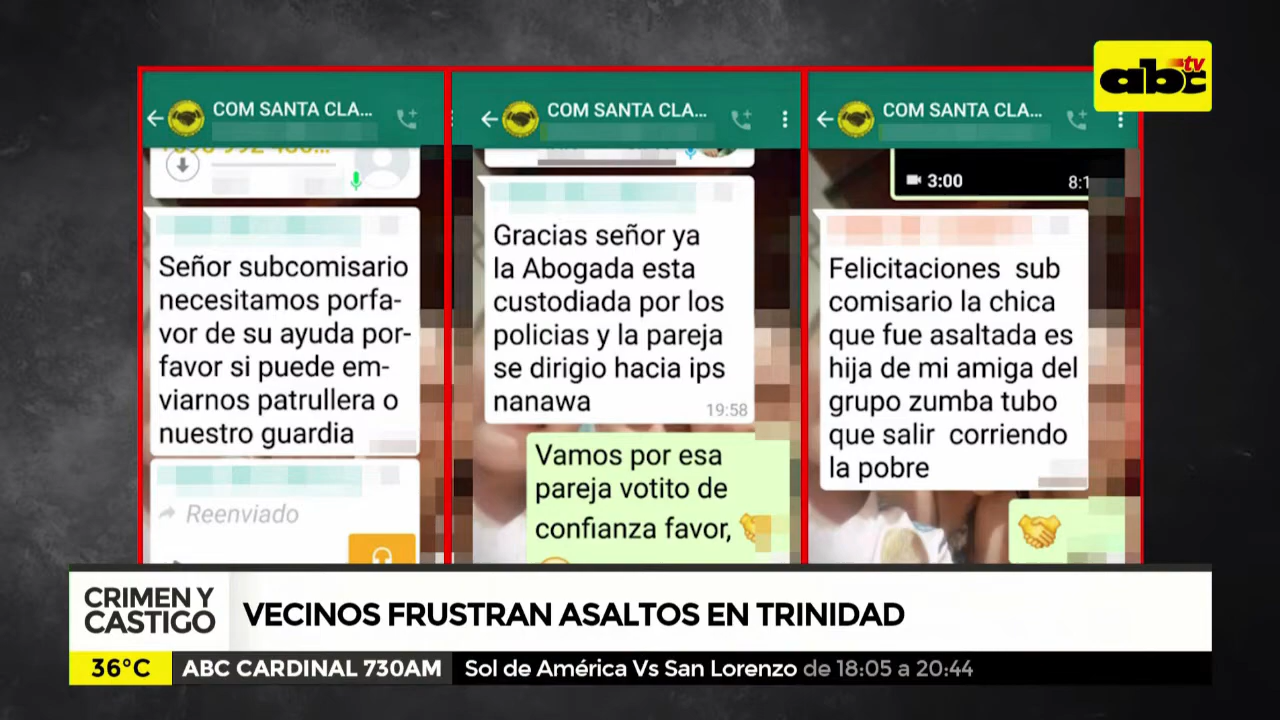 abc tv
COM SANTA CLA...
Señor subcomisario
necesitamos porfa-
vor de su ayuda por-
favor si puede em-
viarnos patrullera o
nuestro guardia
Reenviado
COM SANTA CLA...
Gracias señor ya
la Abogada esta
custodiada por los
policias y la pareja
se dirigio hacia ips
nanawa
19:58
Vamos por esa
pareja votito de
confianza favor,
COM SANTA CLA...
3:00
Felicitaciones sub
comisario la chica
que fue asaltada es
hija de mi amiga del
grupo zumba tubo
que salir corriendo
la pobre
CRIMEN Y
CASTIGO
VECINOS FRUSTRAN ASALTOS EN TRINIDAD
36°C ABC CARDINAL 730AM Sol de América Vs San Lorenzo de 18:05 a 20:44